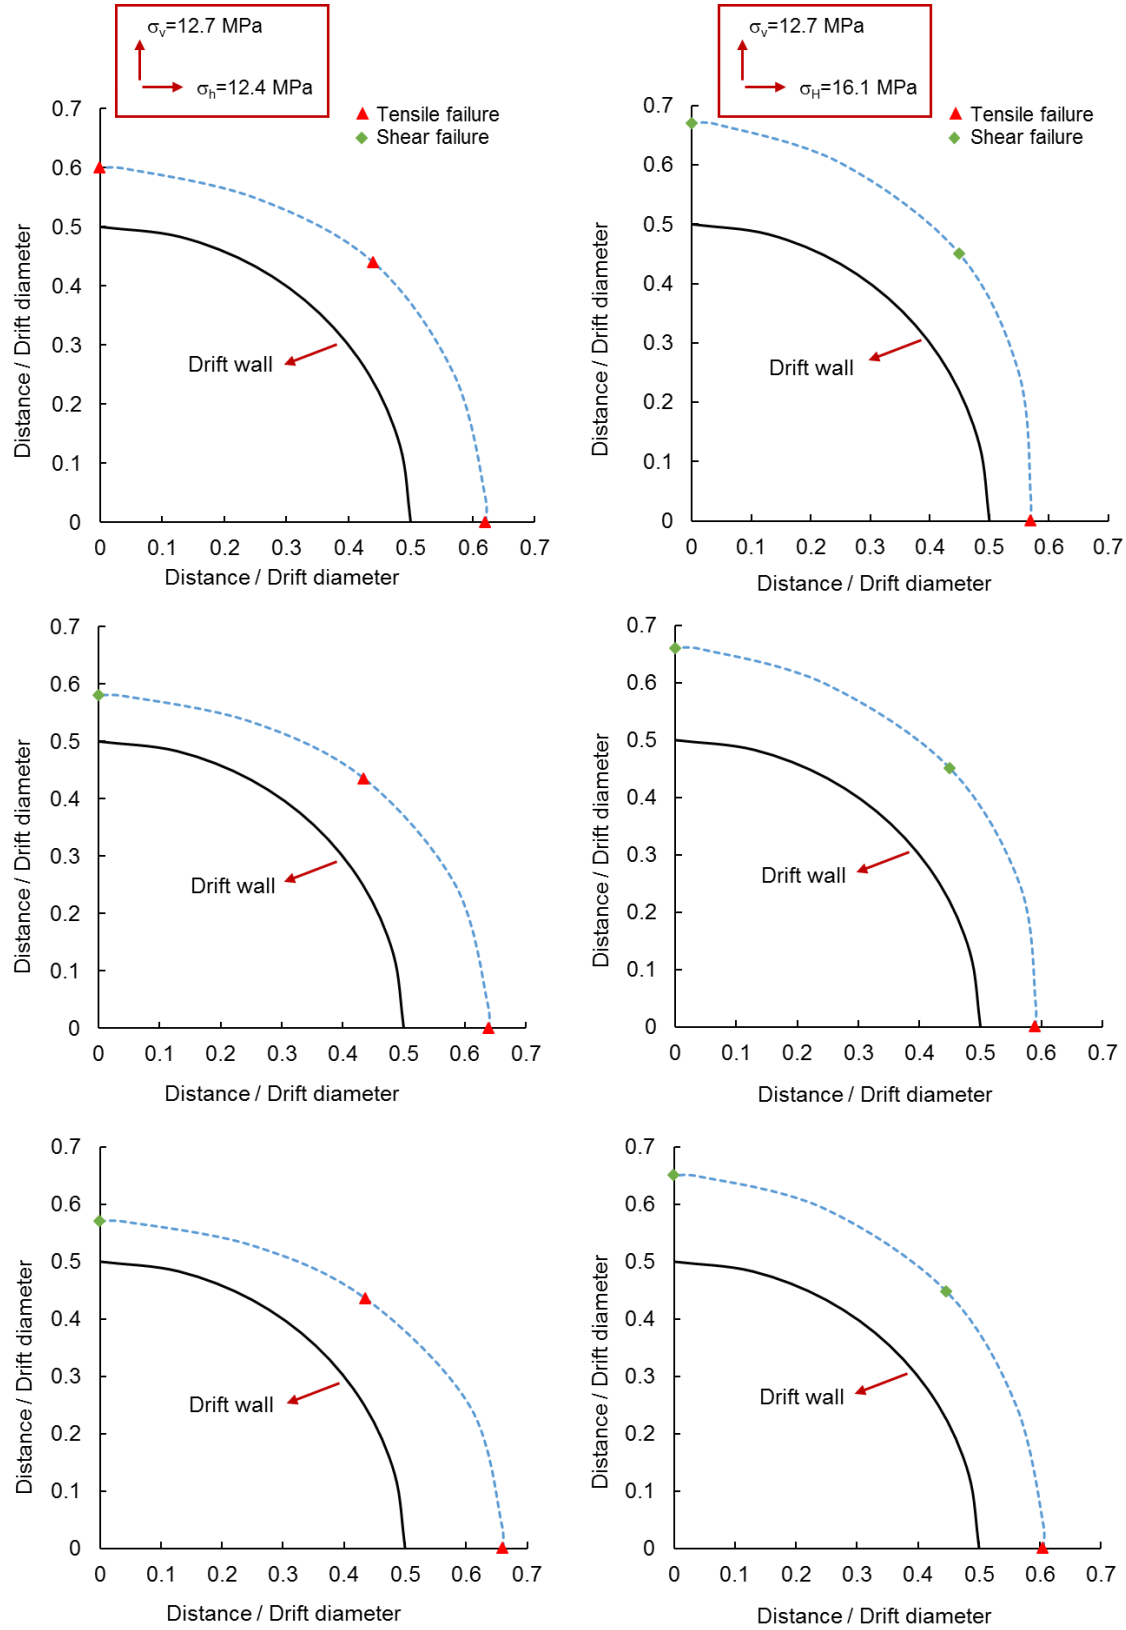 σv=12.7 MPa
σh=12.4 MPa
Tensile failure
Shear failure
0.7
0.6
0.5
0.4
0.3
0.2
0.1
0
Distance / Drift diameter
Drift wall
0 0.1 0.2 0.3 0.4 0.5 0.6 0.7
Distance / Drift diameter
σv=12.7 MPa
σH=16.1 MPa
Tensile failure
Shear failure
0.7
0.6
0.5
0.4
0.3
0.2
0.1
0
Distance / Drift diameter
Drift wall
0 0.1 0.2 0.3 0.4 0.5 0.6 0.7
Distance / Drift diameter
0.7
0.6
0.5
0.4
0.3
0.2
0.1
0
Distance / Drift diameter
Drift wall
0 0.1 0.2 0.3 0.4 0.5 0.6 0.7
Distance / Drift diameter
0.7
0.6
0.5
0.4
0.3
0.2
0.1
0
Distance / Drift diameter
Drift wall
0 0.1 0.2 0.3 0.4 0.5 0.6 0.7
Distance / Drift diameter
0.7
0.6
0.5
0.4
0.3
0.2
0.1
0
Distance / Drift diameter
Drift wall
0 0.1 0.2 0.3 0.4 0.5 0.6 0.7
Distance / Drift diameter
0.7
0.6
0.5
0.4
0.3
0.2
0.1
0
Distance / Drift diameter
Drift wall
0 0.1 0.2 0.3 0.4 0.5 0.6 0.7
Distance / Drift diameter